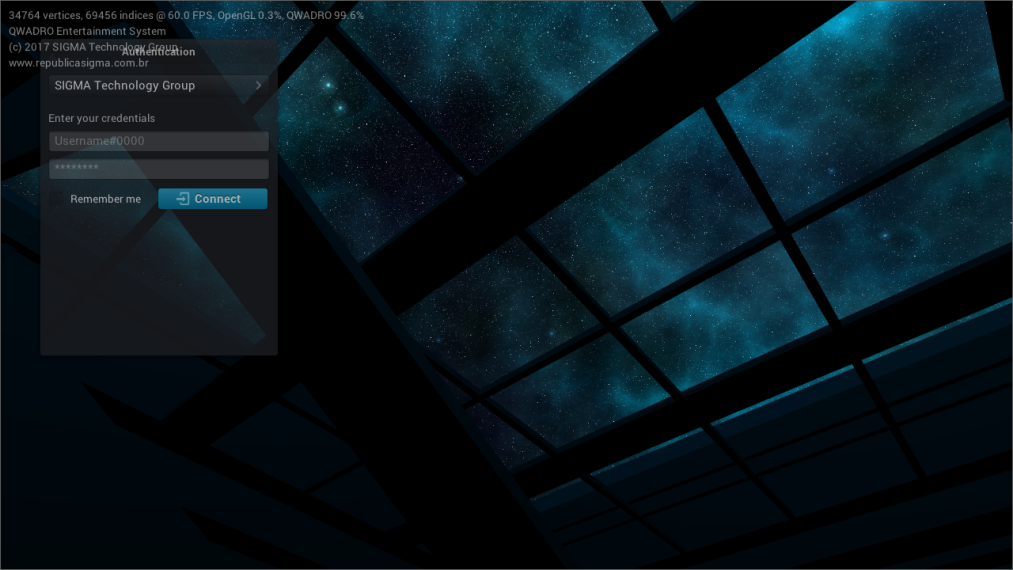 34764 vertices, 69456 indices @ 60.0 FPS, OpenGL 0.3%, QWADRO 99.6%
QWADRO Entertainment System
(c) 2017 SIGMA Technology Group
Authentication
www.republicasigma.com.br
SIGMA Technology Group
Enter your credentials
Username#0000
********
Remember me
Connect